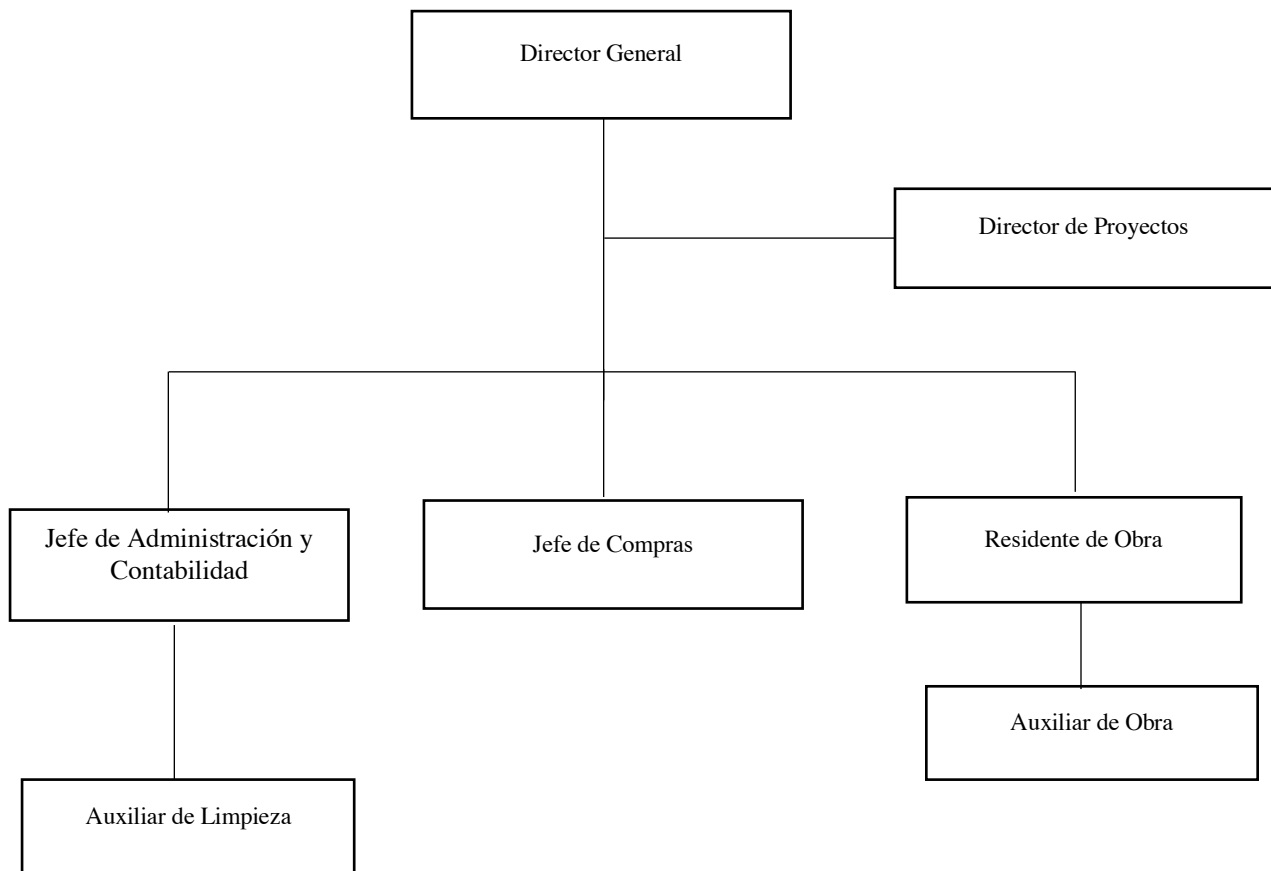 Director General
Director de Proyectos
Jefe de Administración y
Contabilidad
Jefe de Compras
Residente de Obra
Auxiliar de Obra
Auxiliar de Limpieza